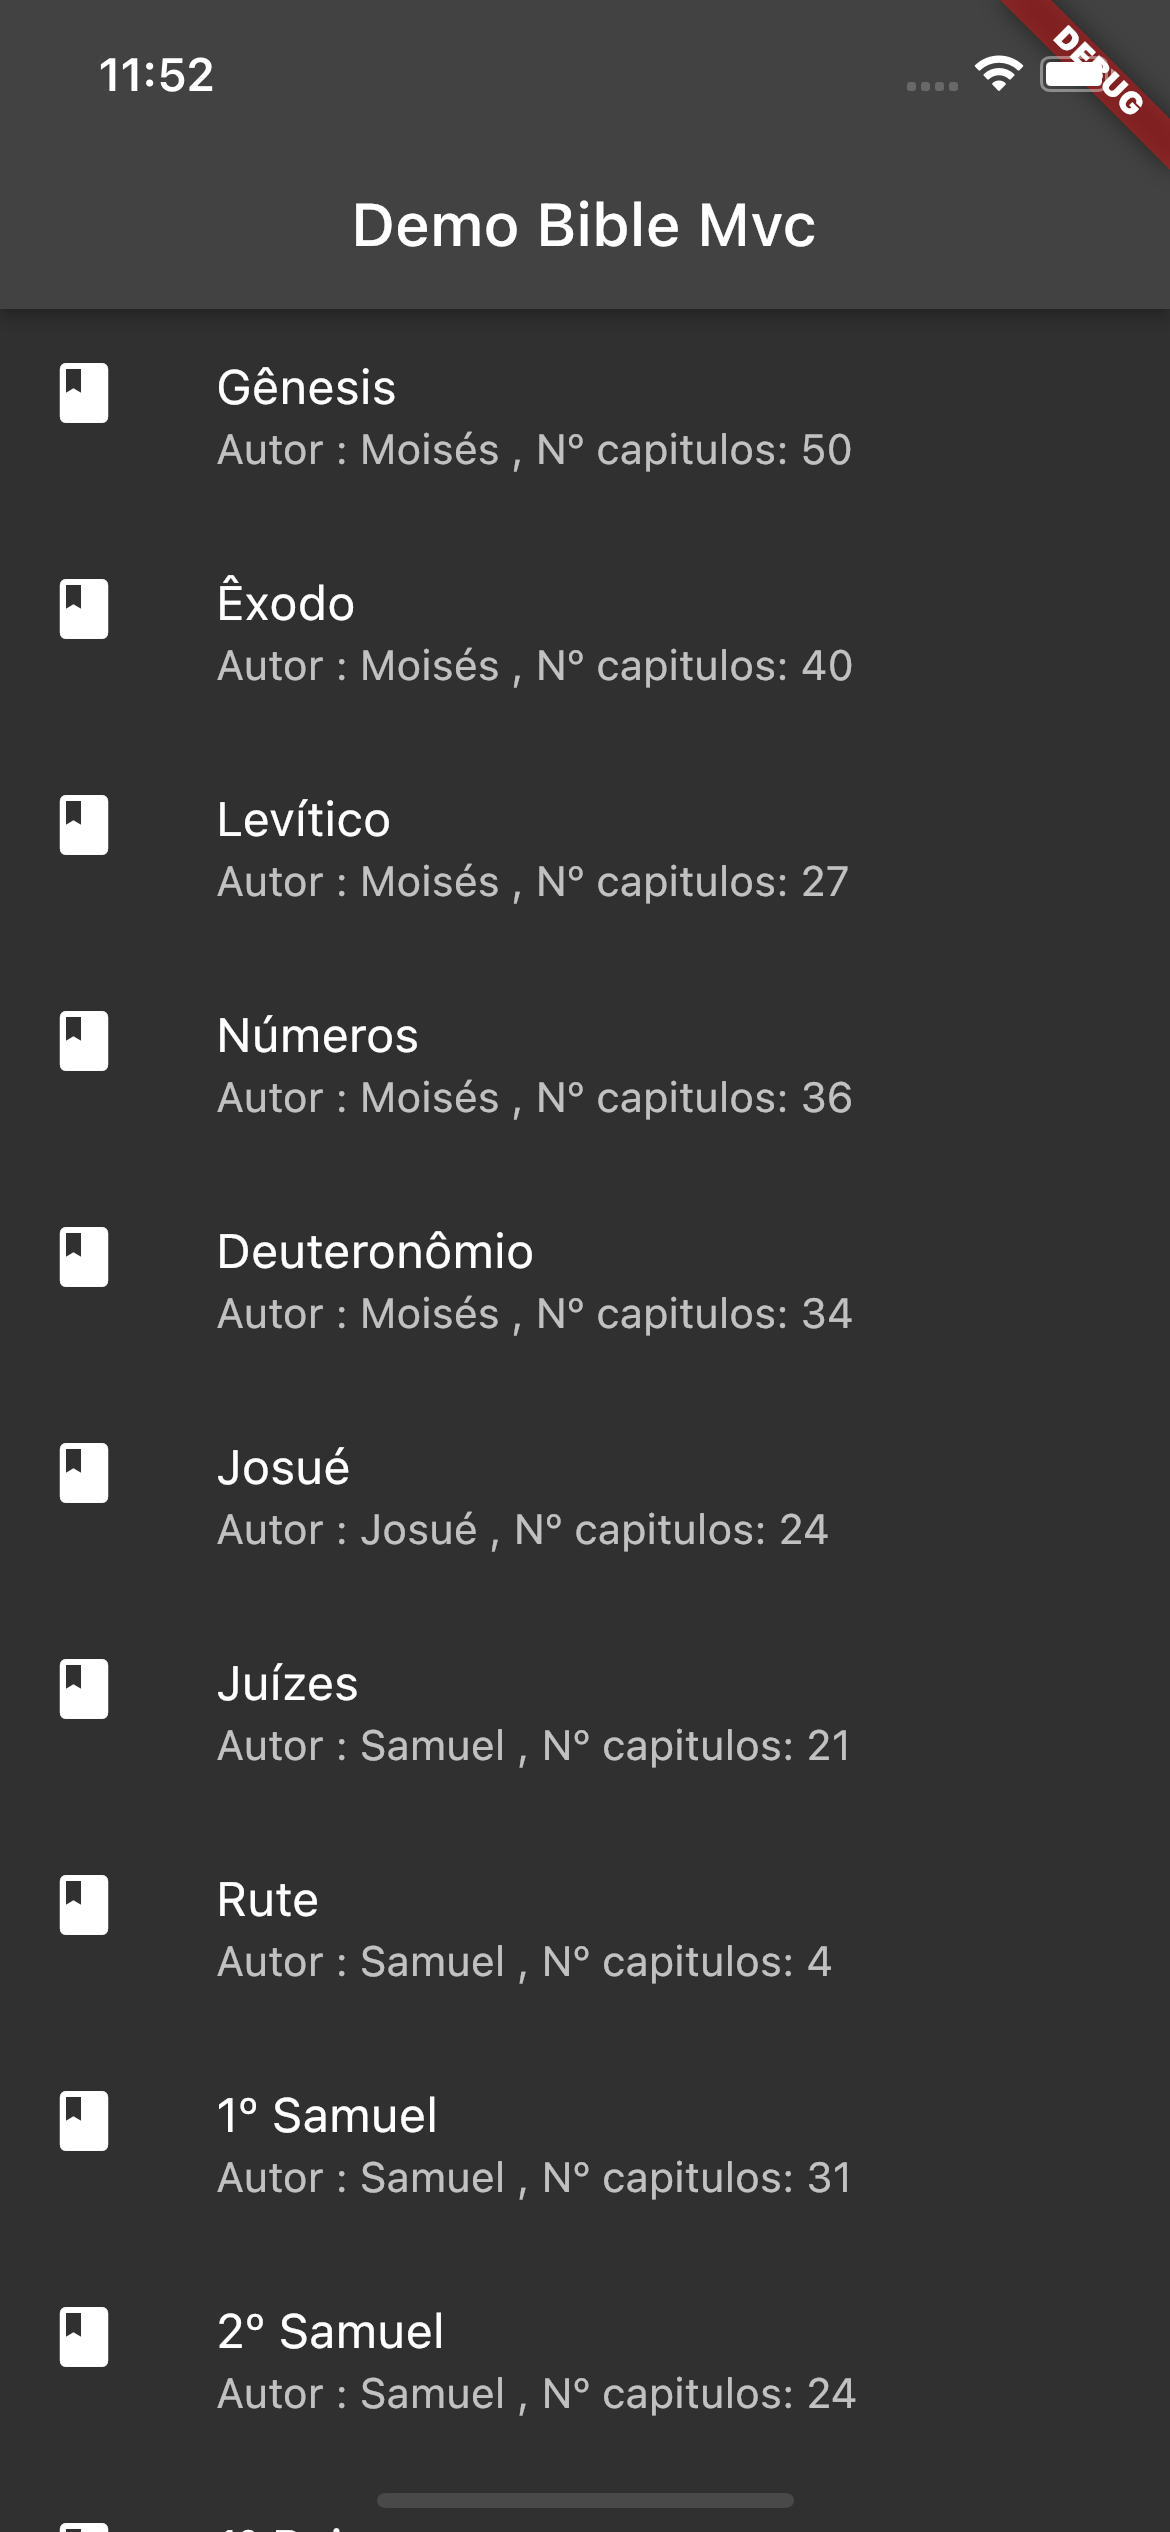 11:52
DEBUG
Demo Bible Mvc
Gênesis
Autor : Moisés , Nº capitulos: 50
Êxodo
Autor : Moisés , Nº capitulos: 40
Levítico
Autor : Moisés , Nº capitulos: 27
Números
Autor : Moisés , Nº capitulos: 36
Deuteronômio
Autor : Moisés , Nº capitulos: 34
Josué
Autor : Josué , Nº capitulos: 24
Juízes
Autor : Samuel , Nº capitulos: 21
Rute
Autor : Samuel , Nº capitulos: 4
1º Samuel
Autor : Samuel , Nº capitulos: 31
2º Samuel
Autor : Samuel , Nº capitulos: 24